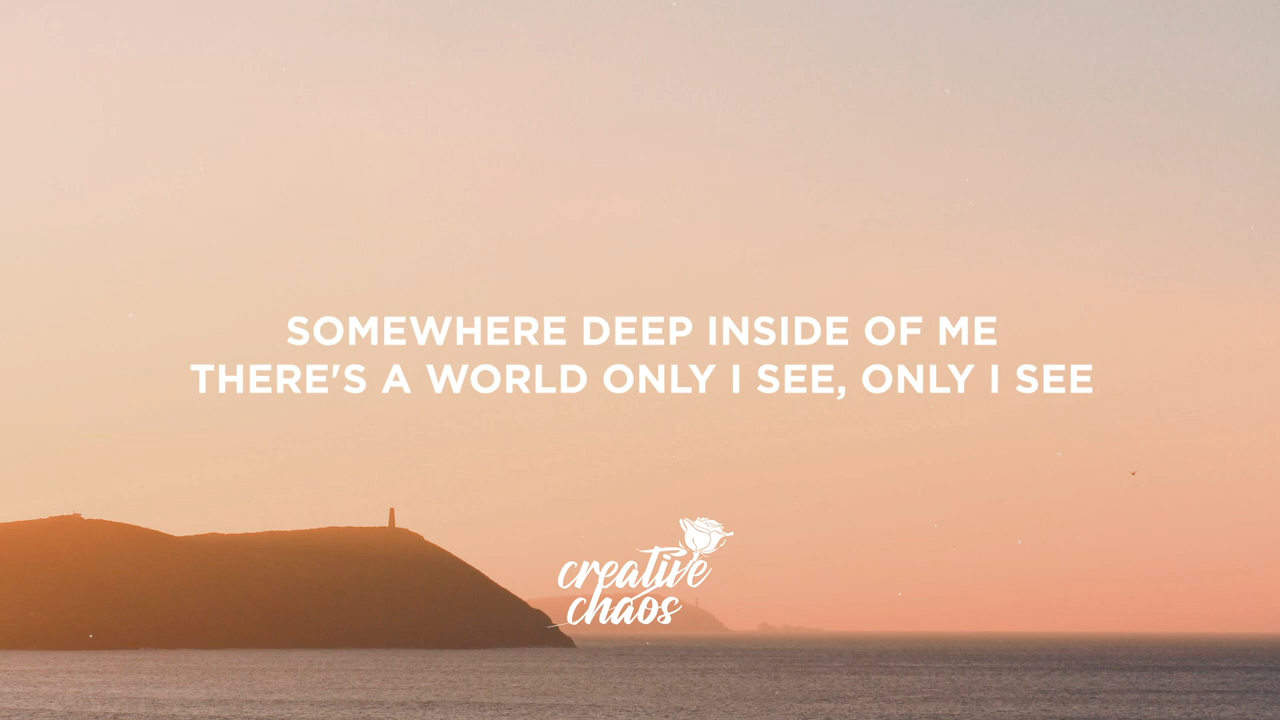 SOMEWHERE DEEP INSIDE OF ME
THERE'S A WORLD ONLY I SEE, ONLY I SEE
creative
chaos